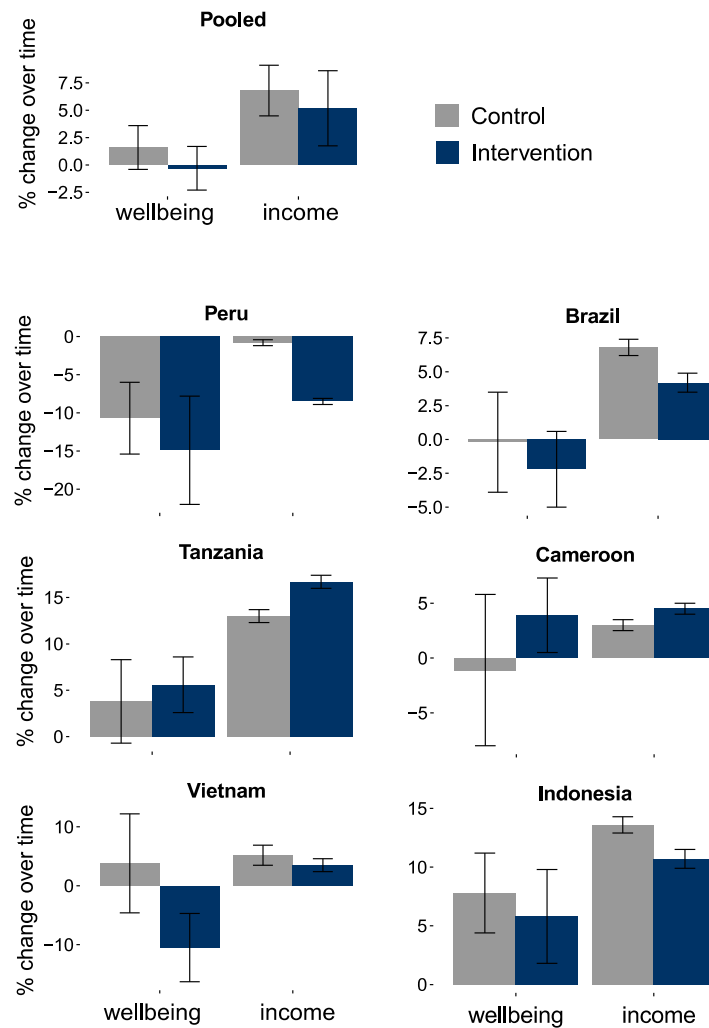 Pooled
% change over time
7.5
5.0
2.5
0.0
−2.5
wellbeing income
Control
Intervention
Peru
% change over time
0
−5
−10
−15
−20
Brazil
7.5
5.0
2.5
0.0
−2.5
−5.0
Tanzania
% change over time
15
10
5
0
Cameroon
5
0
−5
Vietnam
% change over time
10
0
−10
wellbeing income
Indonesia
15
10
5
0
wellbeing income